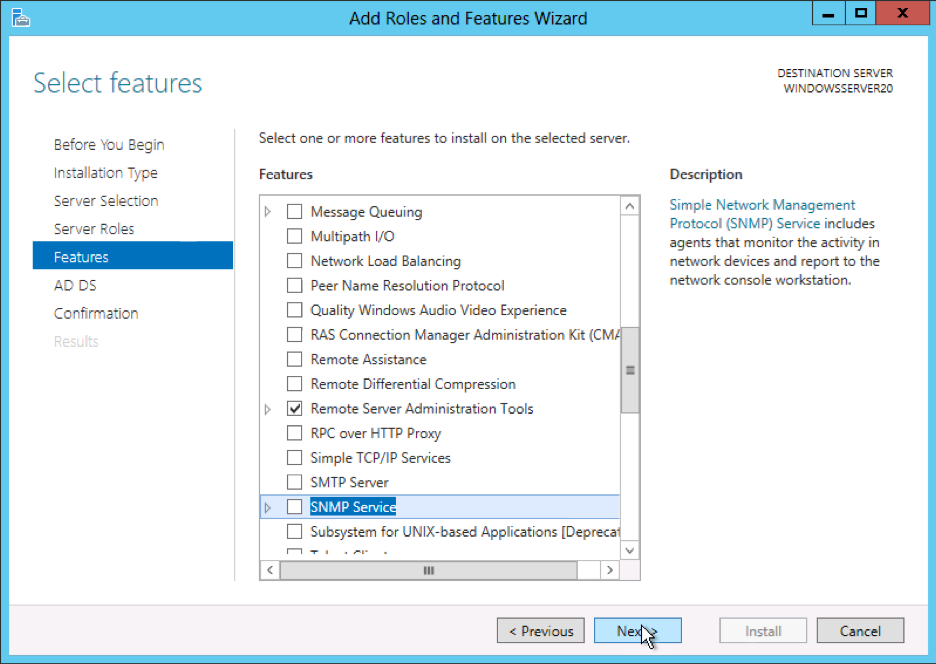 Add Roles and Features Wizard
Select features
DESTINATION SERVER
WINDOWSSERVER20
Before You Begin
Installation Type
Server Selection
Server Roles
Features
AD DS
Confirmation
Results
Select one or more features to install on the selected server.
Features
Message Queuing
Multipath I/O
Network Load Balancing
Peer Name Resolution Protocol
Quality Windows Audio Video Experience
RAS Connection Manager Administration Kit (CMA
Remote Assistance
Remote Differential Compression
Remote Server Administration Tools
RPC over HTTP Proxy
Simple TCP/IP Services
SMTP Server
SNMP Service
Subsystem for UNIX-based Applications [Deprecat
Description
Simple Network Management
Protocol (SNMP) Service includes
agents that monitor the activity in
network devices and report to the
network console workstation.
< Previous
Next >
Install
Cancel